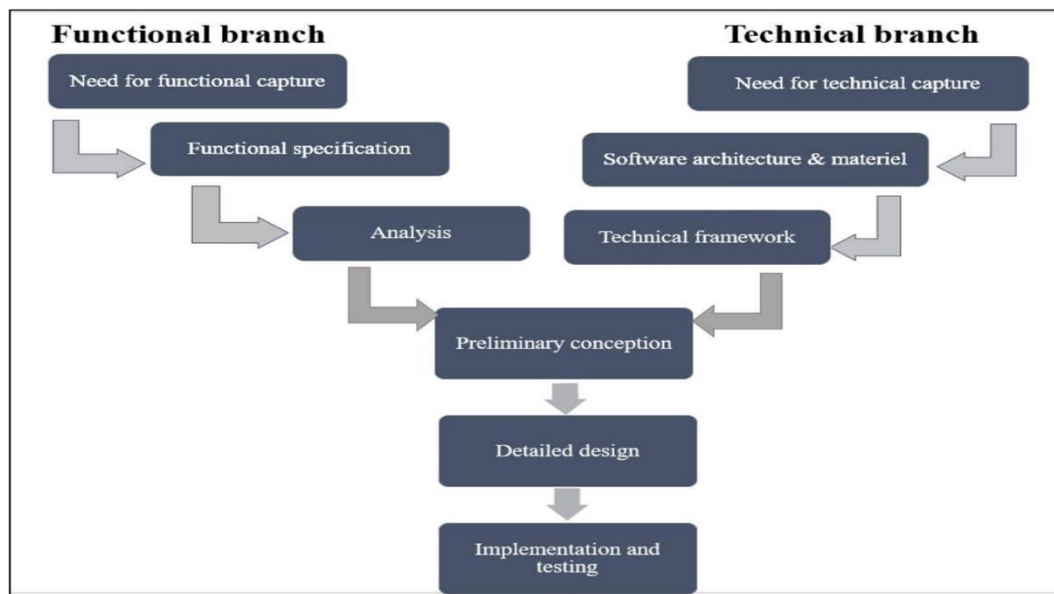 Functional branch
Technical branch
Need for functional capture
Need for technical capture
Functional specification
Software architecture & materiel
Analysis
Technical framework
Preliminary conception
Detailed design
Implementation and
testing